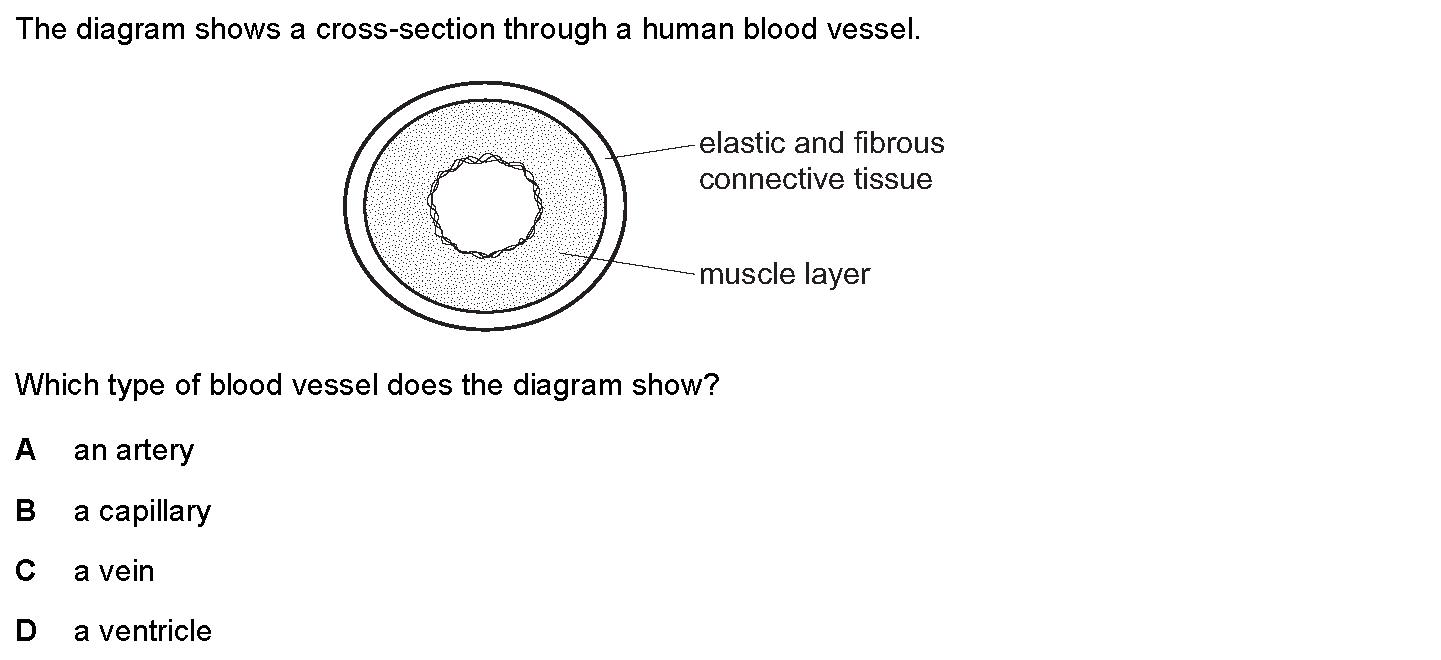 The diagram shows a cross-section through a human blood vessel.
elastic and fibrous
connective tissue
muscle layer
Which type of blood vessel does the diagram show?
A an artery
B a capillary
C a vein
D a ventricle